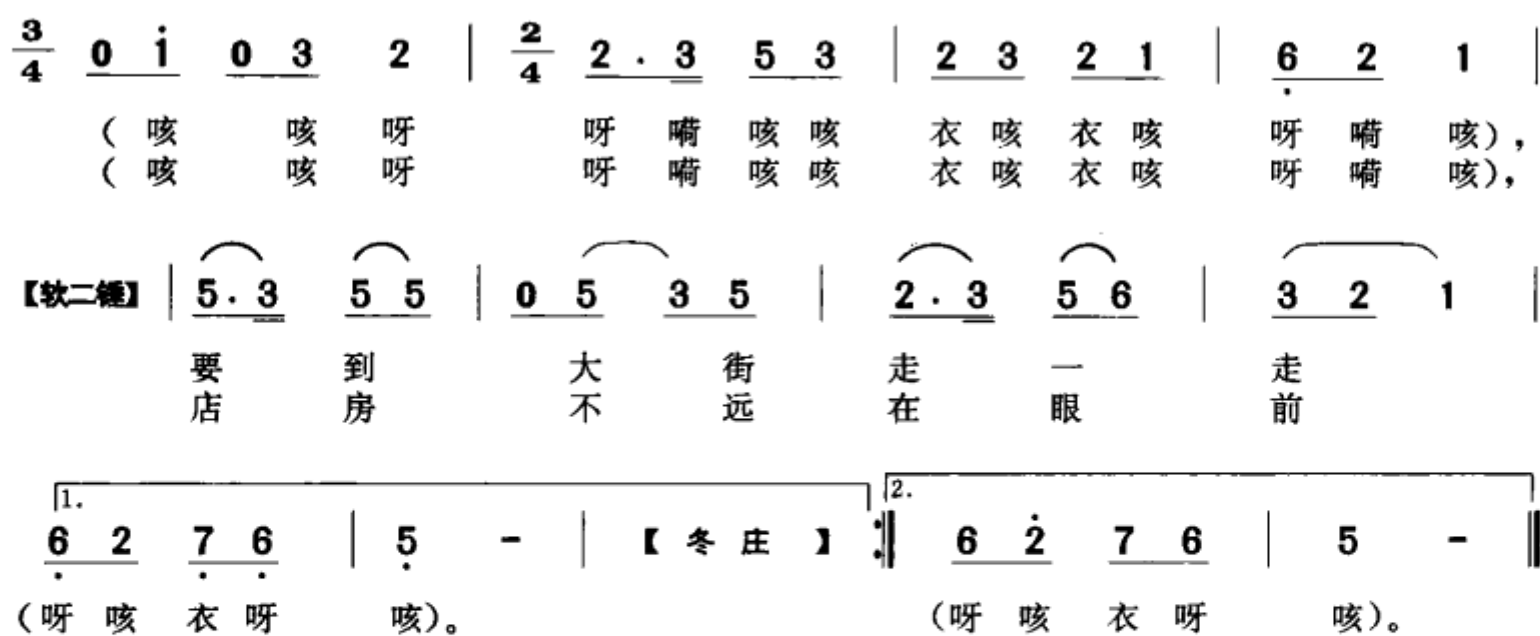 3/4 0 i̇ 0 3 2 | 2/4 2 . 3 5 3 | 2 3 2 1 | 6̣ 2 1 |
( 咳 咳 呀 呀 嗬 咳 咳 衣 咳 衣 咳 呀 嗬 咳 ) ，
( 咳 咳 呀 呀 嗬 咳 咳 衣 咳 衣 咳 呀 嗬 咳 ) ，
【软二锤】 | 5 . 3 5 5 | 0 5 3 5 | 2 . 3 5 6 | 3 2 1 |
要 到 大 街 走 一 走
店 房 不 远 在 眼 前
1. 2.
6̣ 2 7̣ 6̣ | 5̣ - | 【 冬 庄 】 :‖ 6 2̇ 7 6 | 5 - ‖
( 呀 咳 衣 呀 咳 ) 。 ( 呀 咳 衣 呀 咳 ) 。